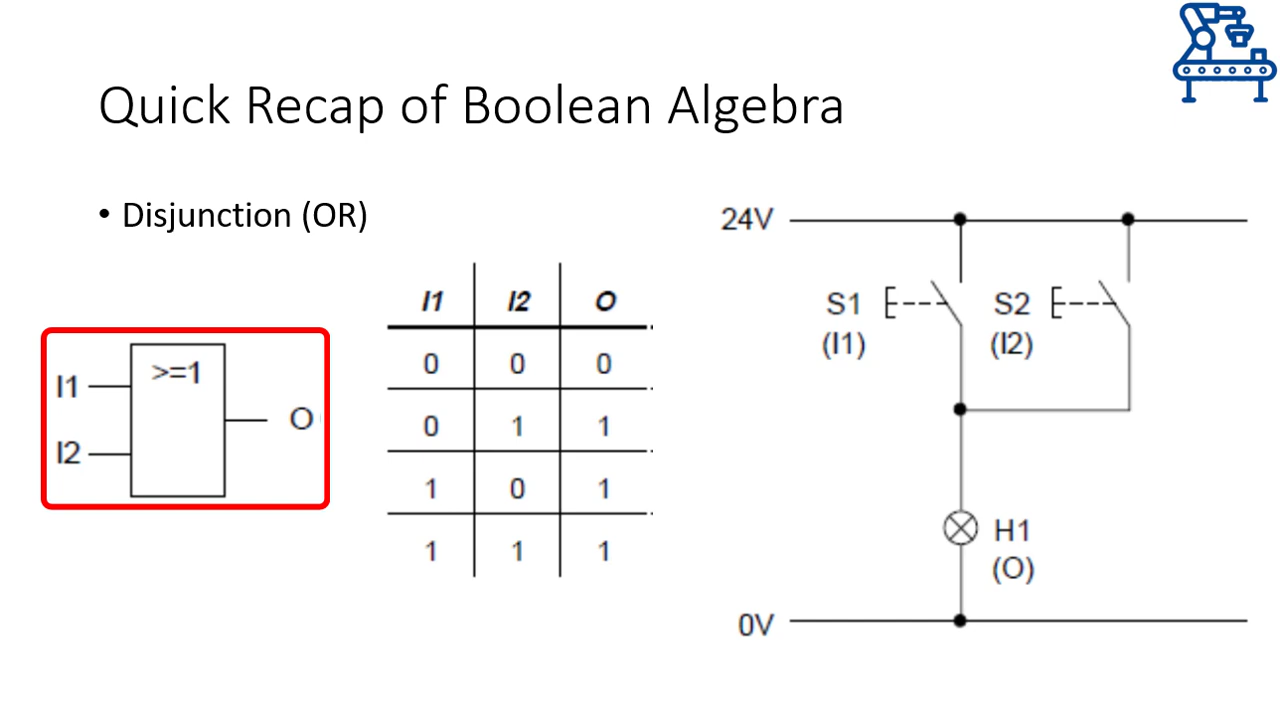 Quick Recap of Boolean Algebra
• Disjunction (OR)
I1
I2
>=1
O
I1 I2 O
0 0 0
0 1 1
1 0 1
1 1 1
24V
S1
(I1)
S2
(I2)
H1
(O)
0V